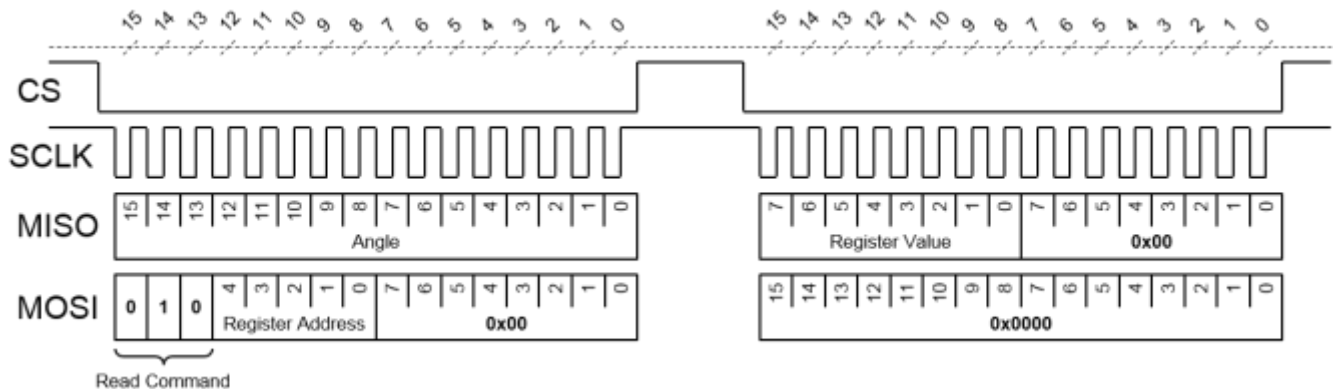 15 14 13 12 11 10 9 8 7 6 5 4 3 2 1 0 15 14 13 12 11 10 9 8 7 6 5 4 3 2 1 0
CS
SCLK
MISO 15 14 13 12 11 10 9 8 7 6 5 4 3 2 1 0 7 6 5 4 3 2 1 0 7 6 5 4 3 2 1 0
Angle Register Value 0x00
MOSI 0 1 0 4 3 2 1 0 7 6 5 4 3 2 1 0 15 14 13 12 11 10 9 8 7 6 5 4 3 2 1 0
Register Address 0x00 0x0000
Read Command